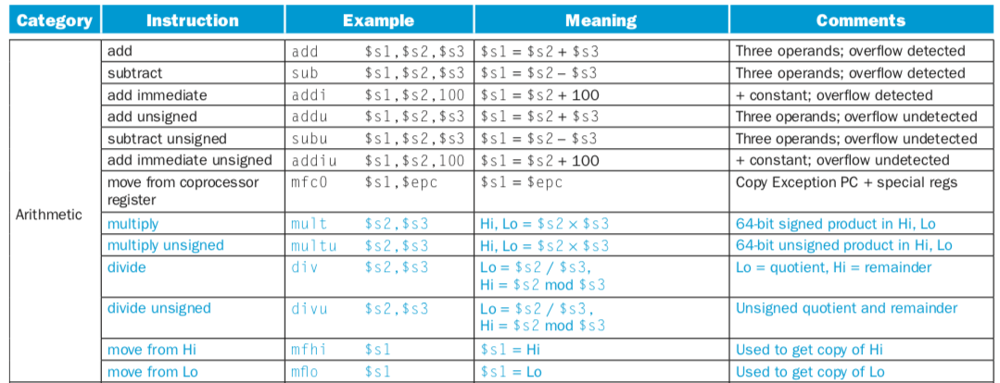 Category Instruction Example Meaning Comments
add add $s1,$s2,$s3 $s1 = $s2 + $s3 Three operands; overflow detected
subtract sub $s1,$s2,$s3 $s1 = $s2 – $s3 Three operands; overflow detected
add immediate addi $s1,$s2,100 $s1 = $s2 + 100 + constant; overflow detected
add unsigned addu $s1,$s2,$s3 $s1 = $s2 + $s3 Three operands; overflow undetected
subtract unsigned subu $s1,$s2,$s3 $s1 = $s2 – $s3 Three operands; overflow undetected
add immediate unsigned addiu $s1,$s2,100 $s1 = $s2 + 100 + constant; overflow undetected
move from coprocessor mfc0 $s1,$epc $s1 = $epc Copy Exception PC + special regs
register
Arithmetic
multiply mult $s2,$s3 Hi, Lo = $s2 × $s3 64-bit signed product in Hi, Lo
multiply unsigned multu $s2,$s3 Hi, Lo = $s2 × $s3 64-bit unsigned product in Hi, Lo
divide div $s2,$s3 Lo = $s2 / $s3, Lo = quotient, Hi = remainder
Hi = $s2 mod $s3
divide unsigned divu $s2,$s3 Lo = $s2 / $s3, Unsigned quotient and remainder
Hi = $s2 mod $s3
move from Hi mfhi $s1 $s1 = Hi Used to get copy of Hi
move from Lo mflo $s1 $s1 = Lo Used to get copy of Lo